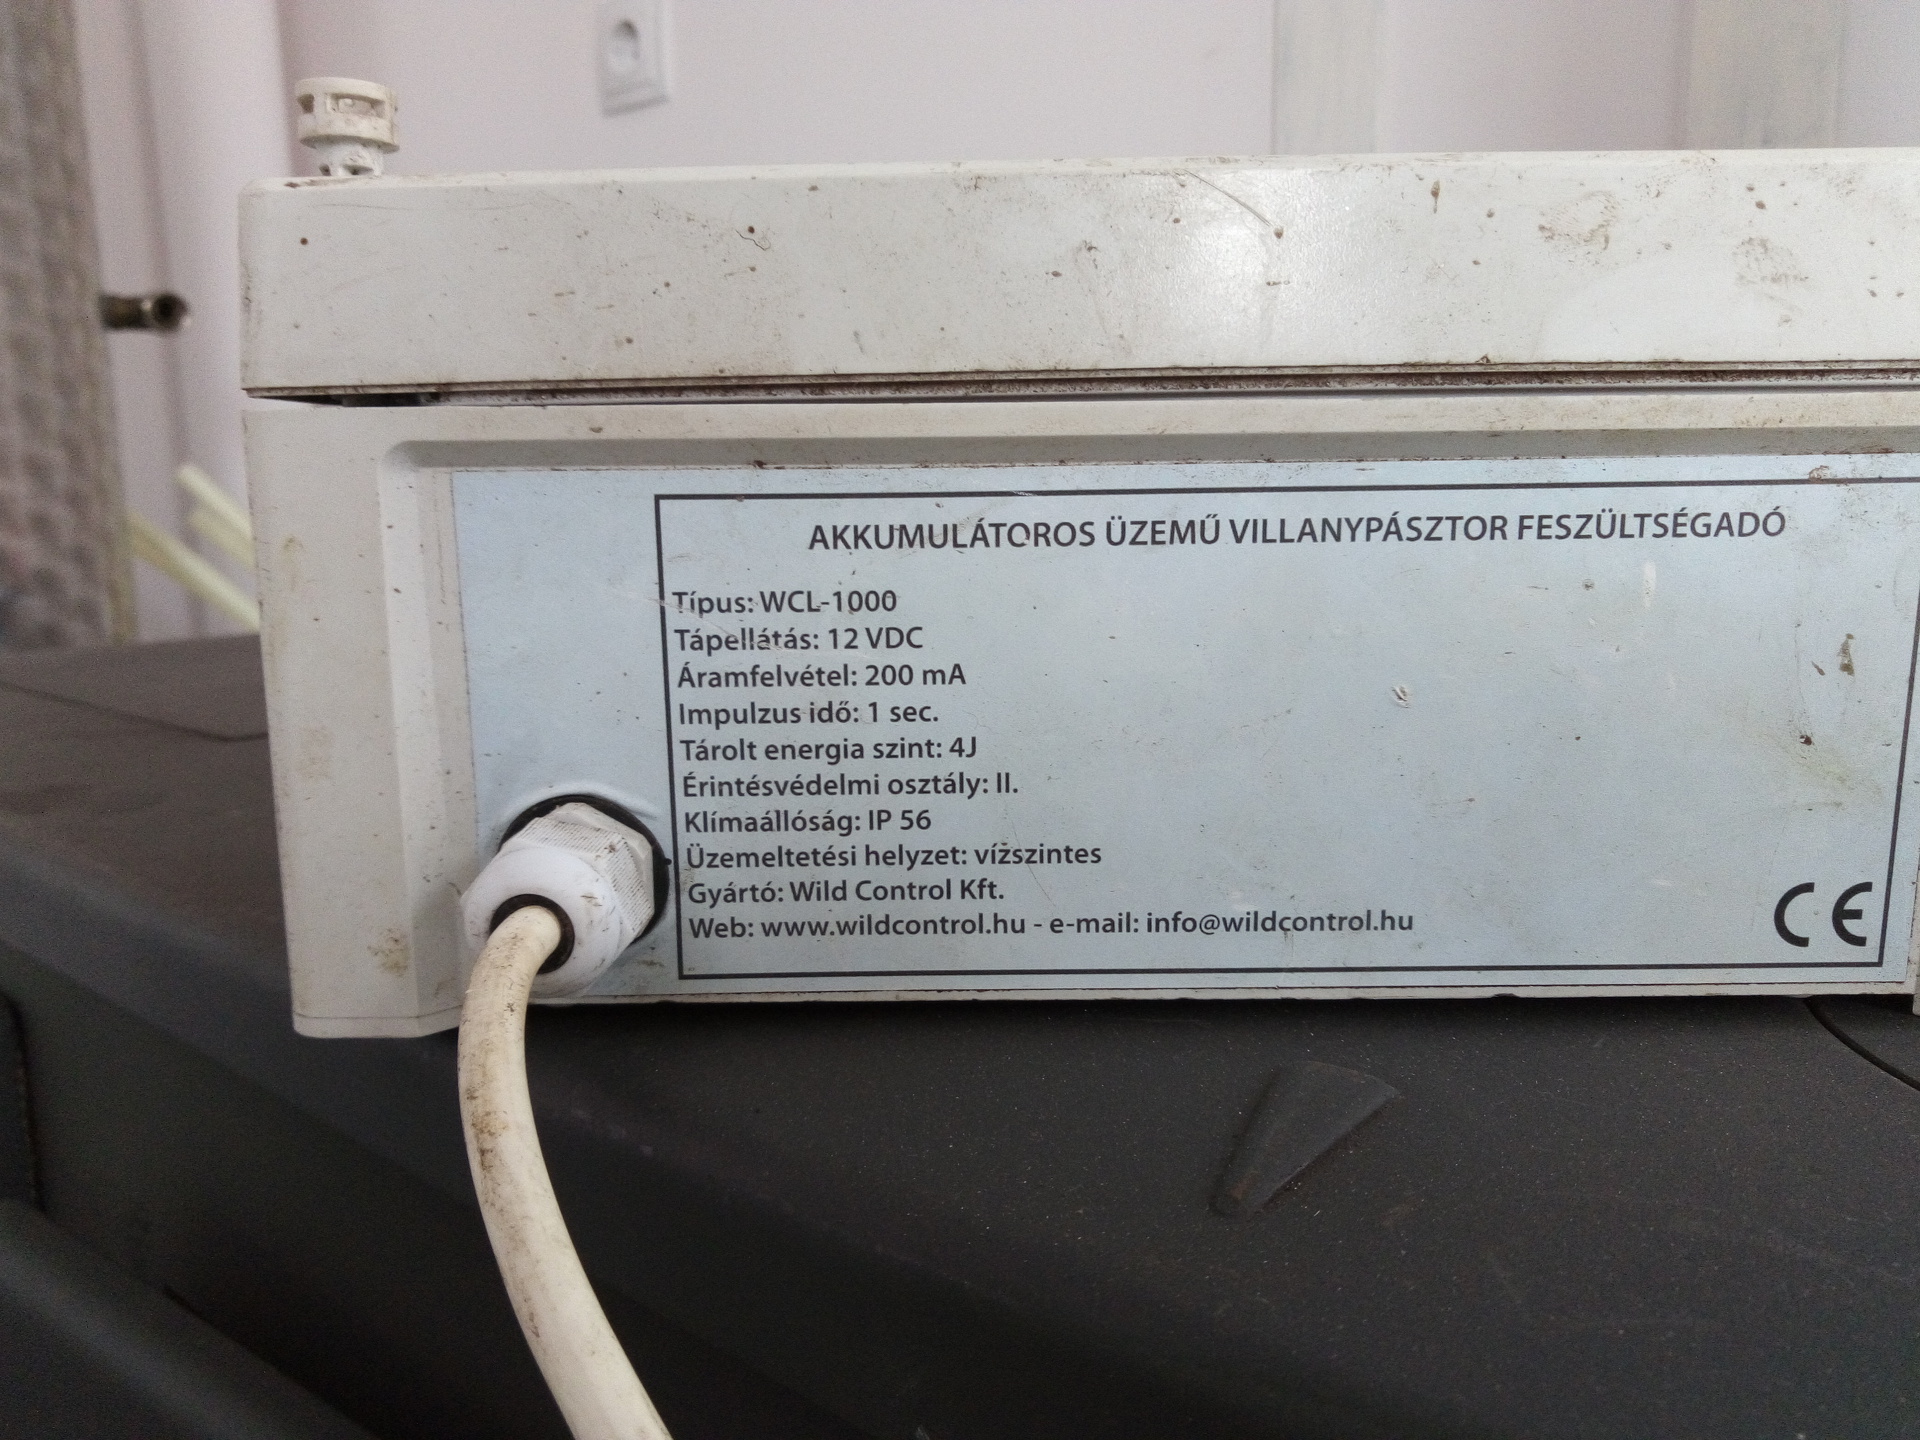 AKKUMULÁTOROS ÜZEMŰ VILLANYPÁSZTOR FESZÜLTSÉGADÓ
Típus: WCL-1000
Tápellátás: 12 VDC
Áramfelvétel: 200 mA
Impulzus idő: 1 sec.
Tárolt energia szint: 4J
Érintésvédelmi osztály: II.
Klímaállóság: IP 56
Üzemeltetési helyzet: vízszintes
Gyártó: Wild Control Kft.
Web: www.wildcontrol.hu - e-mail: info@wildcontrol.hu
CE